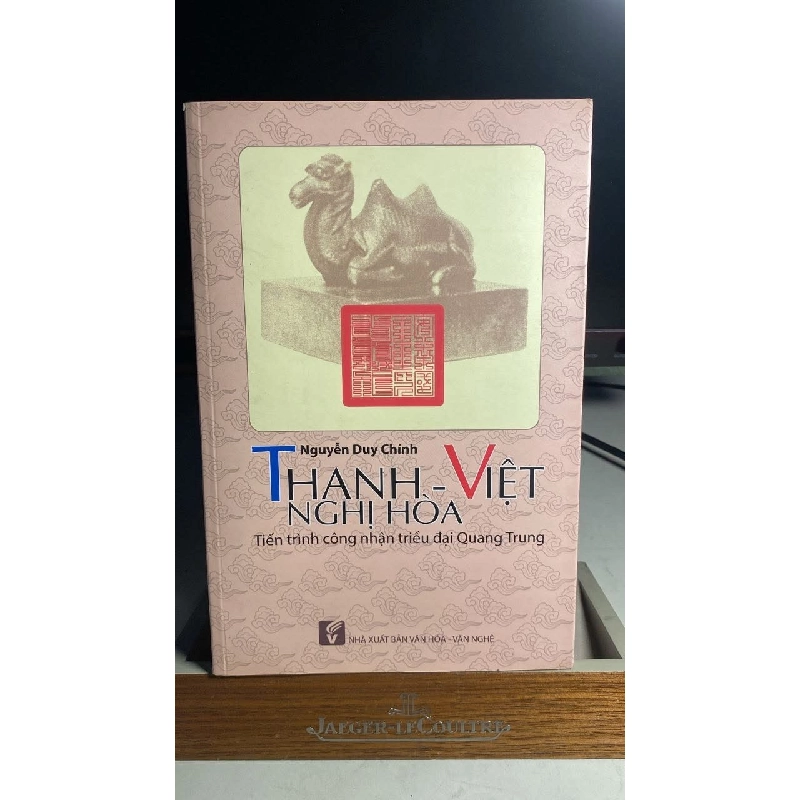 Nguyễn Duy Chính
THANH - VIỆT
NGHỊ HÒA
Tiến trình công nhận triều đại Quang Trung
NHÀ XUẤT BẢN VĂN HÓA - VĂN NGHỆ
JAEGER-LECOULTRE